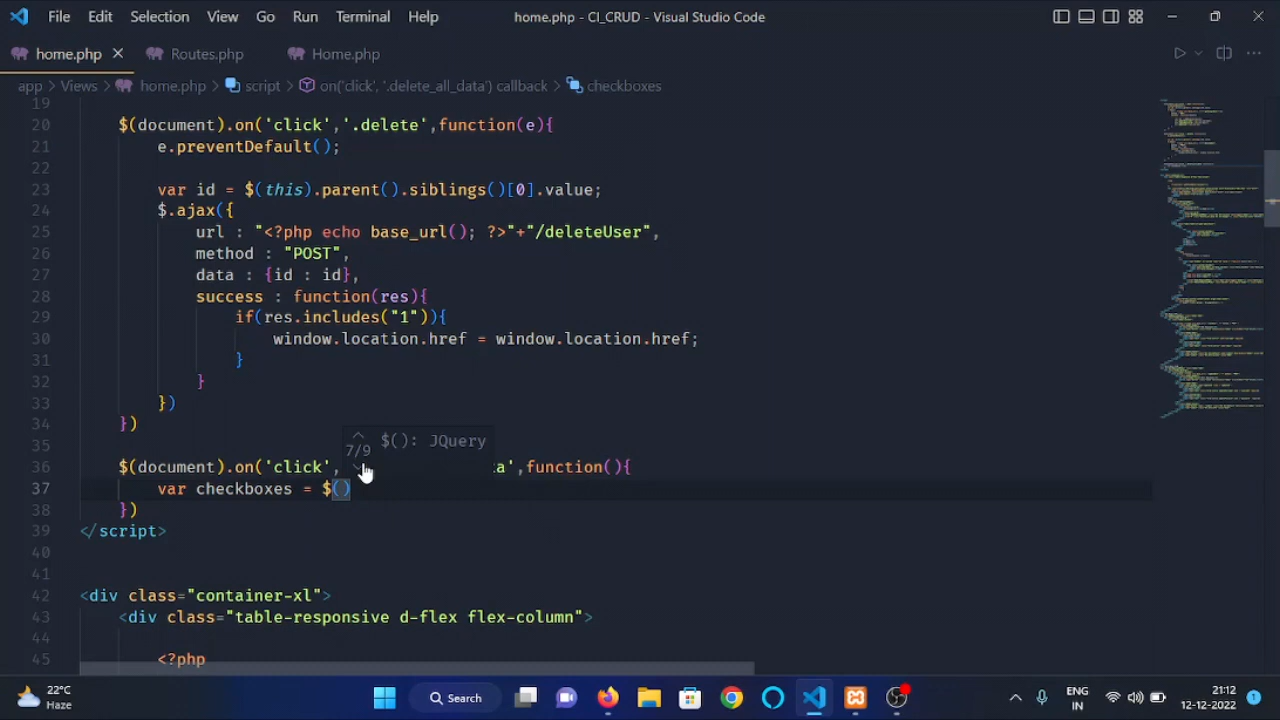 File Edit Selection View Go Run Terminal Help home.php - CI_CRUD - Visual Studio Code
home.php Routes.php Home.php
app > Views > home.php > script > on('click', '.delete_all_data') callback > checkboxes
19
20 $(document).on('click','.delete',function(e){
21 e.preventDefault();
22
23 var id = $(this).parent().siblings()[0].value;
24 $.ajax({
25 url : "<?php echo base_url(); ?>"+"/deleteUser",
26 method : "POST",
27 data : {id : id},
28 success : function(res){
29 if(res.includes("1")){
30 window.location.href = window.location.href;
31 }
32 }
33 })
34 })
35
7/9 $(): JQuery
36 $(document).on('click', a',function(){
37 var checkboxes = $()
38 })
39 </script>
40
41
42 <div class="container-xl">
43 <div class="table-responsive d-flex flex-column">
44
45 <?php
22°C
Haze
Search
ENG
IN
21:12
12-12-2022
1